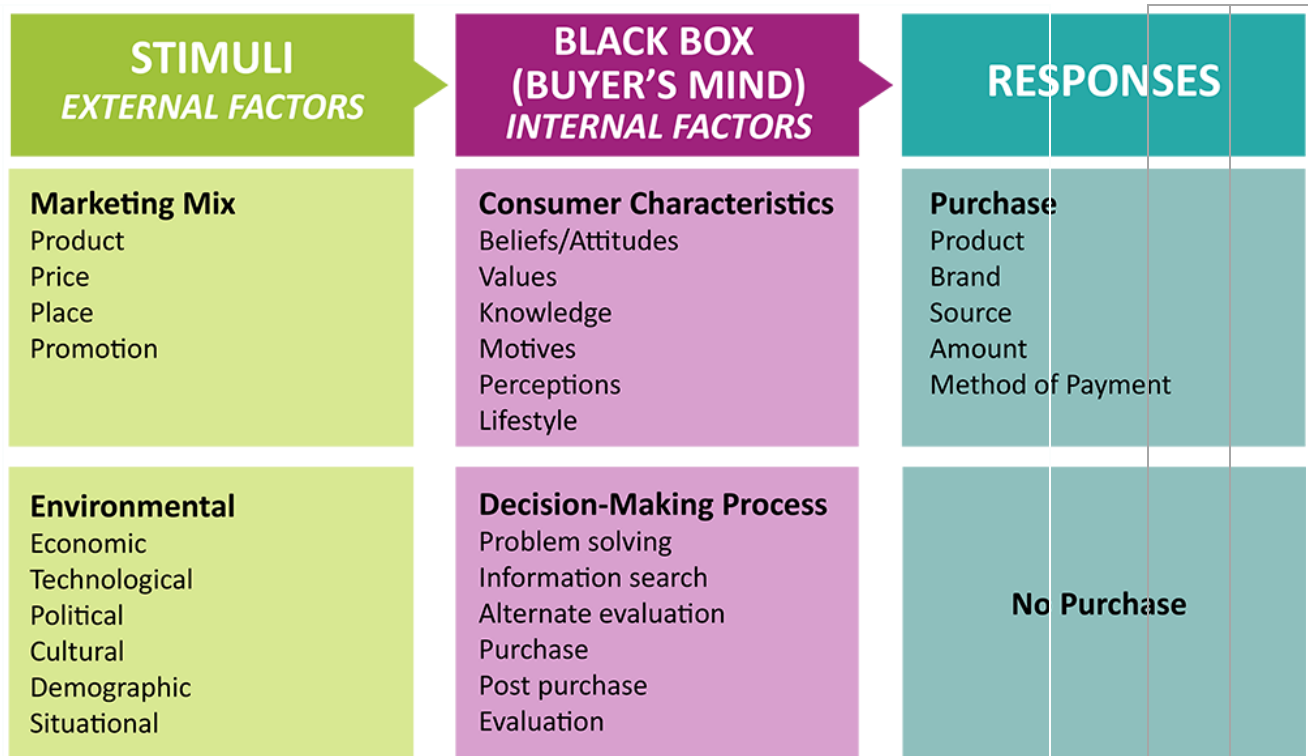 STIMULI
EXTERNAL FACTORS
BLACK BOX
(BUYER’S MIND)
INTERNAL FACTORS
RESPONSES
Marketing Mix
Product
Price
Place
Promotion
Consumer Characteristics
Beliefs/Attitudes
Values
Knowledge
Motives
Perceptions
Lifestyle
Purchase
Product
Brand
Source
Amount
Method of Payment
Environmental
Economic
Technological
Political
Cultural
Demographic
Situational
Decision-Making Process
Problem solving
Information search
Alternate evaluation
Purchase
Post purchase
Evaluation
No Purchase